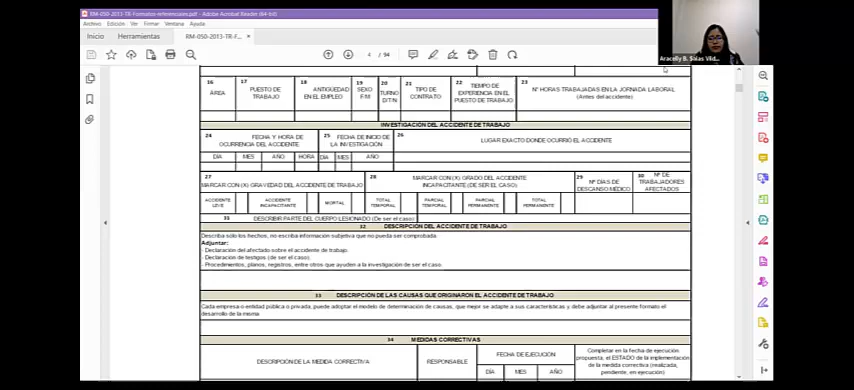 RM-050-2013-TR-Formatos-referenciales.pdf - Adobe Acrobat Reader (64-bit)
Archivo Edición Ver Firmar Ventana Ayuda
Inicio Herramientas RM-050-2013-TR-F... ×
4 / 94
Aracelly B. Salas Vild...
16 ÁREA
17 PUESTO DE TRABAJO
18 ANTIGÜEDAD EN EL EMPLEO
19 SEXO F/M
20 TURNO D/T/N
21 TIPO DE CONTRATO
22 TIEMPO DE EXPERIENCIA EN EL PUESTO DE TRABAJO
23 N° HORAS TRABAJADAS EN LA JORNADA LABORAL
(Antes del accidente)
INVESTIGACIÓN DEL ACCIDENTE DE TRABAJO
24 FECHA Y HORA DE OCURRENCIA DEL ACCIDENTE
25 FECHA DE INICIO DE LA INVESTIGACIÓN
26 LUGAR EXACTO DONDE OCURRIÓ EL ACCIDENTE
DÍA MES AÑO HORA DÍA MES AÑO
27 MARCAR CON (X) GRAVEDAD DEL ACCIDENTE DE TRABAJO
28 MARCAR CON (X) GRADO DEL ACCIDENTE INCAPACITANTE (DE SER EL CASO)
29 N° DÍAS DE DESCANSO MÉDICO
30 N° DE TRABAJADORES AFECTADOS
ACCIDENTE LEVE
ACCIDENTE INCAPACITANTE
MORTAL
TOTAL TEMPORAL
PARCIAL TEMPORAL
PARCIAL PERMANENTE
TOTAL PERMANENTE
31 DESCRIBIR PARTE DEL CUERPO LESIONADO (De ser el caso):
32 DESCRIPCIÓN DEL ACCIDENTE DE TRABAJO
Describa sólo los hechos, no escriba información subjetiva que no pueda ser comprobada.
Adjuntar:
- Declaración del afectado sobre el accidente de trabajo.
- Declaración de testigos (de ser el caso).
- Procedimientos, planos, registros, entre otros que ayuden a la investigación de ser el caso.
33 DESCRIPCIÓN DE LAS CAUSAS QUE ORIGINARON EL ACCIDENTE DE TRABAJO
Cada empresa o entidad pública o privada, puede adoptar el modelo de determinación de causas, que mejor se adapte a sus características y debe adjuntar al presente formato el
desarrollo de la misma.
34 MEDIDAS CORRECTIVAS
DESCRIPCIÓN DE LA MEDIDA CORRECTIVA
RESPONSABLE
FECHA DE EJECUCIÓN
DÍA MES AÑO
Completar en la fecha de ejecución
propuesta, el ESTADO de la implementación
de la medida correctiva (realizada,
pendiente, en ejecución)